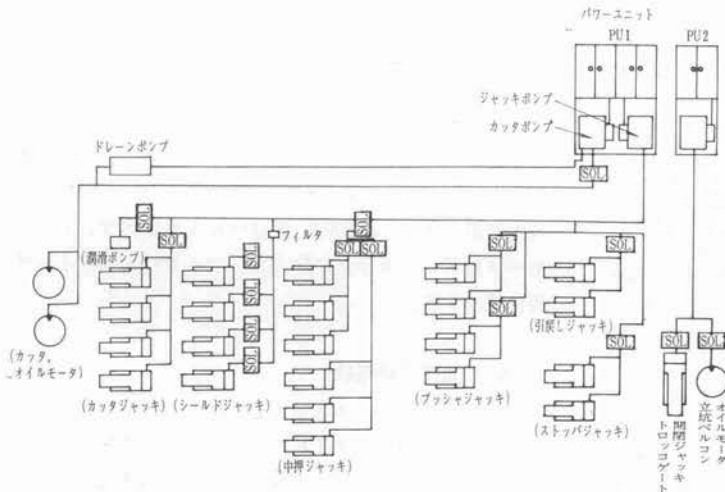 パワーユニット
PU1
PU2
ジャッキポンプ
カッタポンプ
ドレーンポンプ
SOL
SOL
SOL
フィルタ
SOL
SOL
SOL
SOL
SOL
SOL
(潤滑ポンプ)
SOL
SOL
SOL
SOL
SOL
SOL
(引戻しジャッキ)
SOL
SOL
SOL
(カッタ,
オイルモータ)
(カッタジャッキ)
(シールドジャッキ)
(プッシャジャッキ)
(ストッパジャッキ)
(中押ジャッキ)
トロッコゲート
開閉ジャッキ
立坑ベルコン
オイルモータ